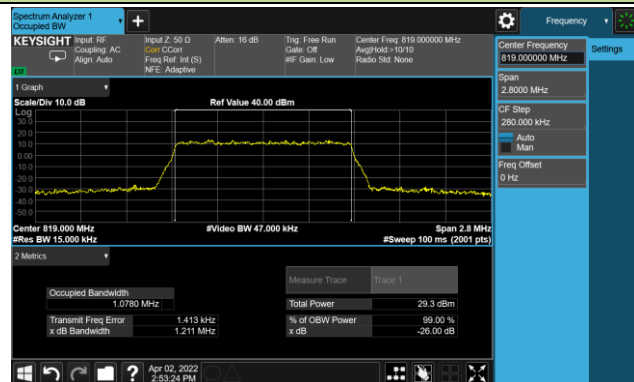 Spectrum Analyzer 1
Occupied BW
Frequency
KEYSIGHT
Input: RF
Coupling: AC
Align: Auto
Input Z: 50 Ω
Corr CCorr
Freq Ref: Int (S)
NFE: Adaptive
Atten: 16 dB
Trig: Free Run
Gate: Off
#IF Gain: Low
Center Freq: 819.000000 MHz
Avg|Hold:>10/10
Radio Std: None
Center Frequency
819.000000 MHz
Settings
Span
2.8000 MHz
CF Step
280.000 kHz
Auto
Man
Freq Offset
0 Hz
1 Graph
Scale/Div 10.0 dB
Ref Value 40.00 dBm
Log
30.0
20.0
10.0
0.00
-10.0
-20.0
-30.0
-40.0
-50.0
Center 819.000 MHz
#Video BW 47.000 kHz
Span 2.8 MHz
#Res BW 15.000 kHz
#Sweep 100 ms (2001 pts)
2 Metrics
Measure Trace
Trace 1
Occupied Bandwidth
1.0780 MHz
Total Power
29.3 dBm
Transmit Freq Error
1.413 kHz
% of OBW Power
99.00 %
x dB Bandwidth
1.211 MHz
x dB
-26.00 dB
?
Apr 02, 2022
2:53:24 PM